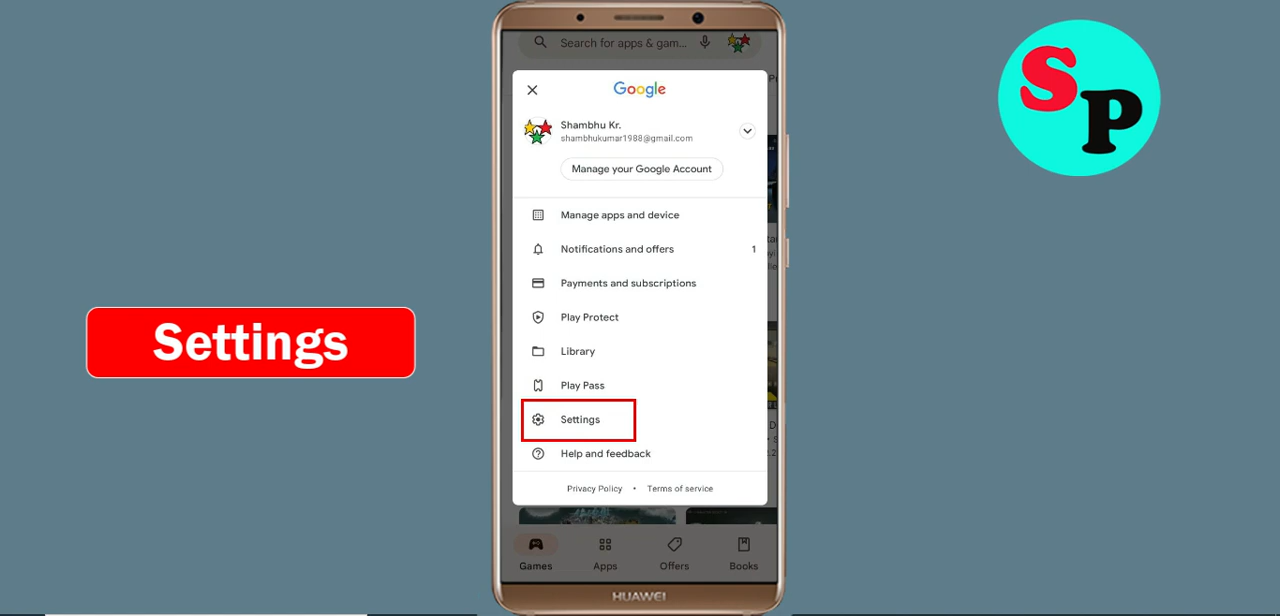 Search for apps & gam...
Google
Shambhu Kr.
shambhukumar1988@gmail.com
Manage your Google Account
Manage apps and device
Notifications and offers 1
Payments and subscriptions
Play Protect
Library
Play Pass
Settings
Help and feedback
Privacy Policy • Terms of service
Games Apps Offers Books
HUAWEI
Settings
SP